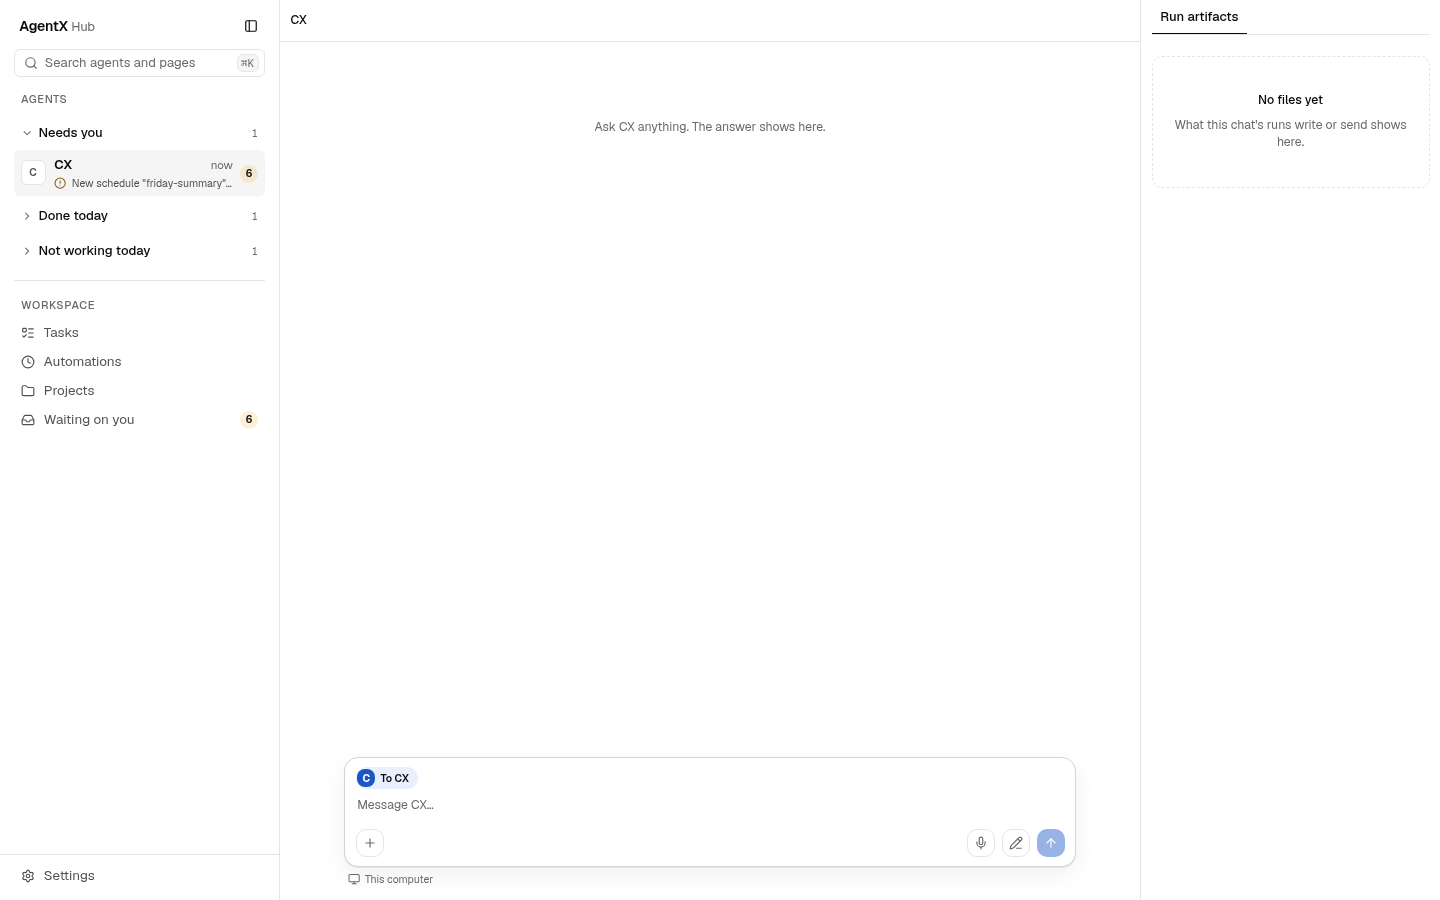 AgentX Hub
Search agents and pages
⌘K
AGENTS
Needs you
1
C
CX
now
New schedule "friday-summary"…
6
Done today
1
Not working today
1
WORKSPACE
Tasks
Automations
Projects
Waiting on you
6
Settings
CX
Ask CX anything. The answer shows here.
C
To CX
Message CX…
This computer
Run artifacts
No files yet
What this chat's runs write or send shows
here.